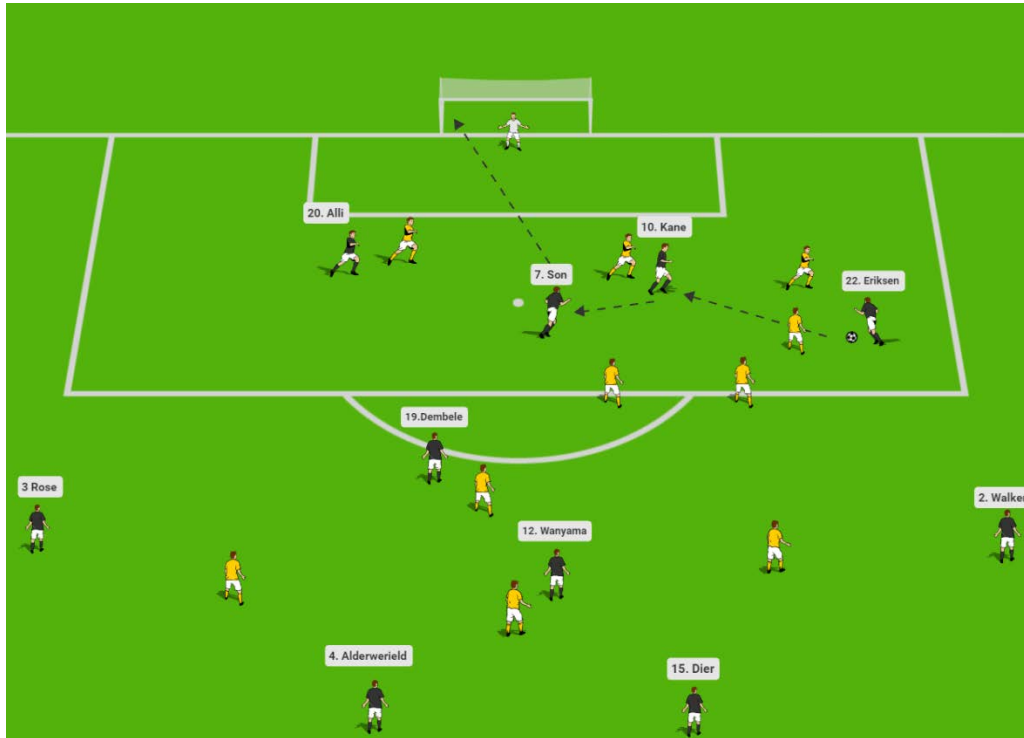 20. Alli
10. Kane
7. Son
22. Eriksen
19.Dembele
3 Rose
2. Walker
12. Wanyama
4. Alderwerield
15. Dier